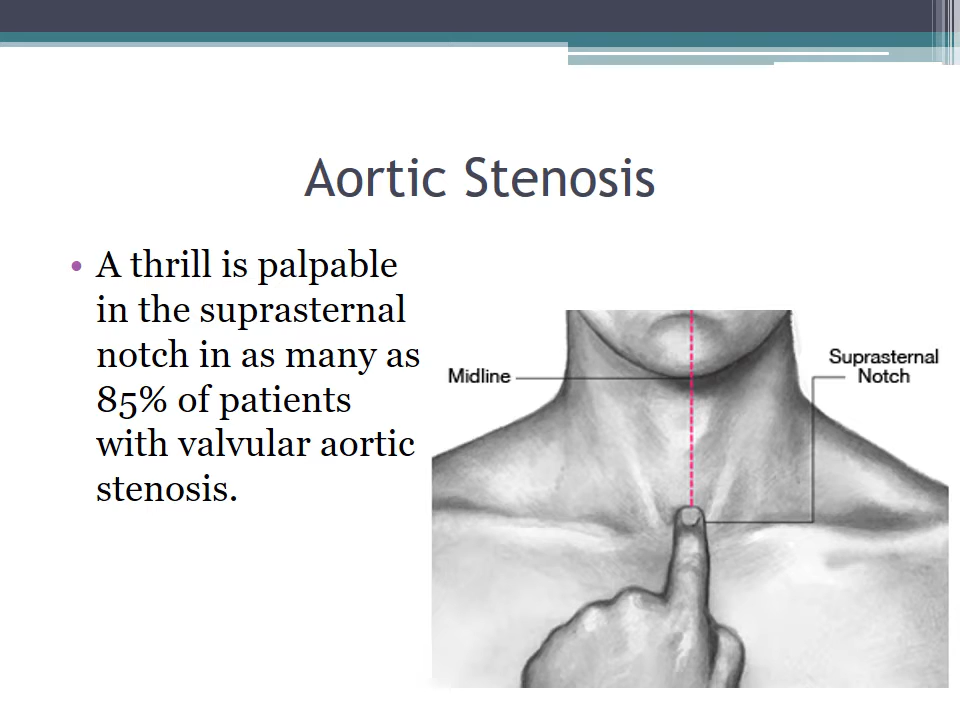 Aortic Stenosis
• A thrill is palpable
in the suprasternal
notch in as many as
85% of patients
with valvular aortic
stenosis.
Midline
Suprasternal
Notch